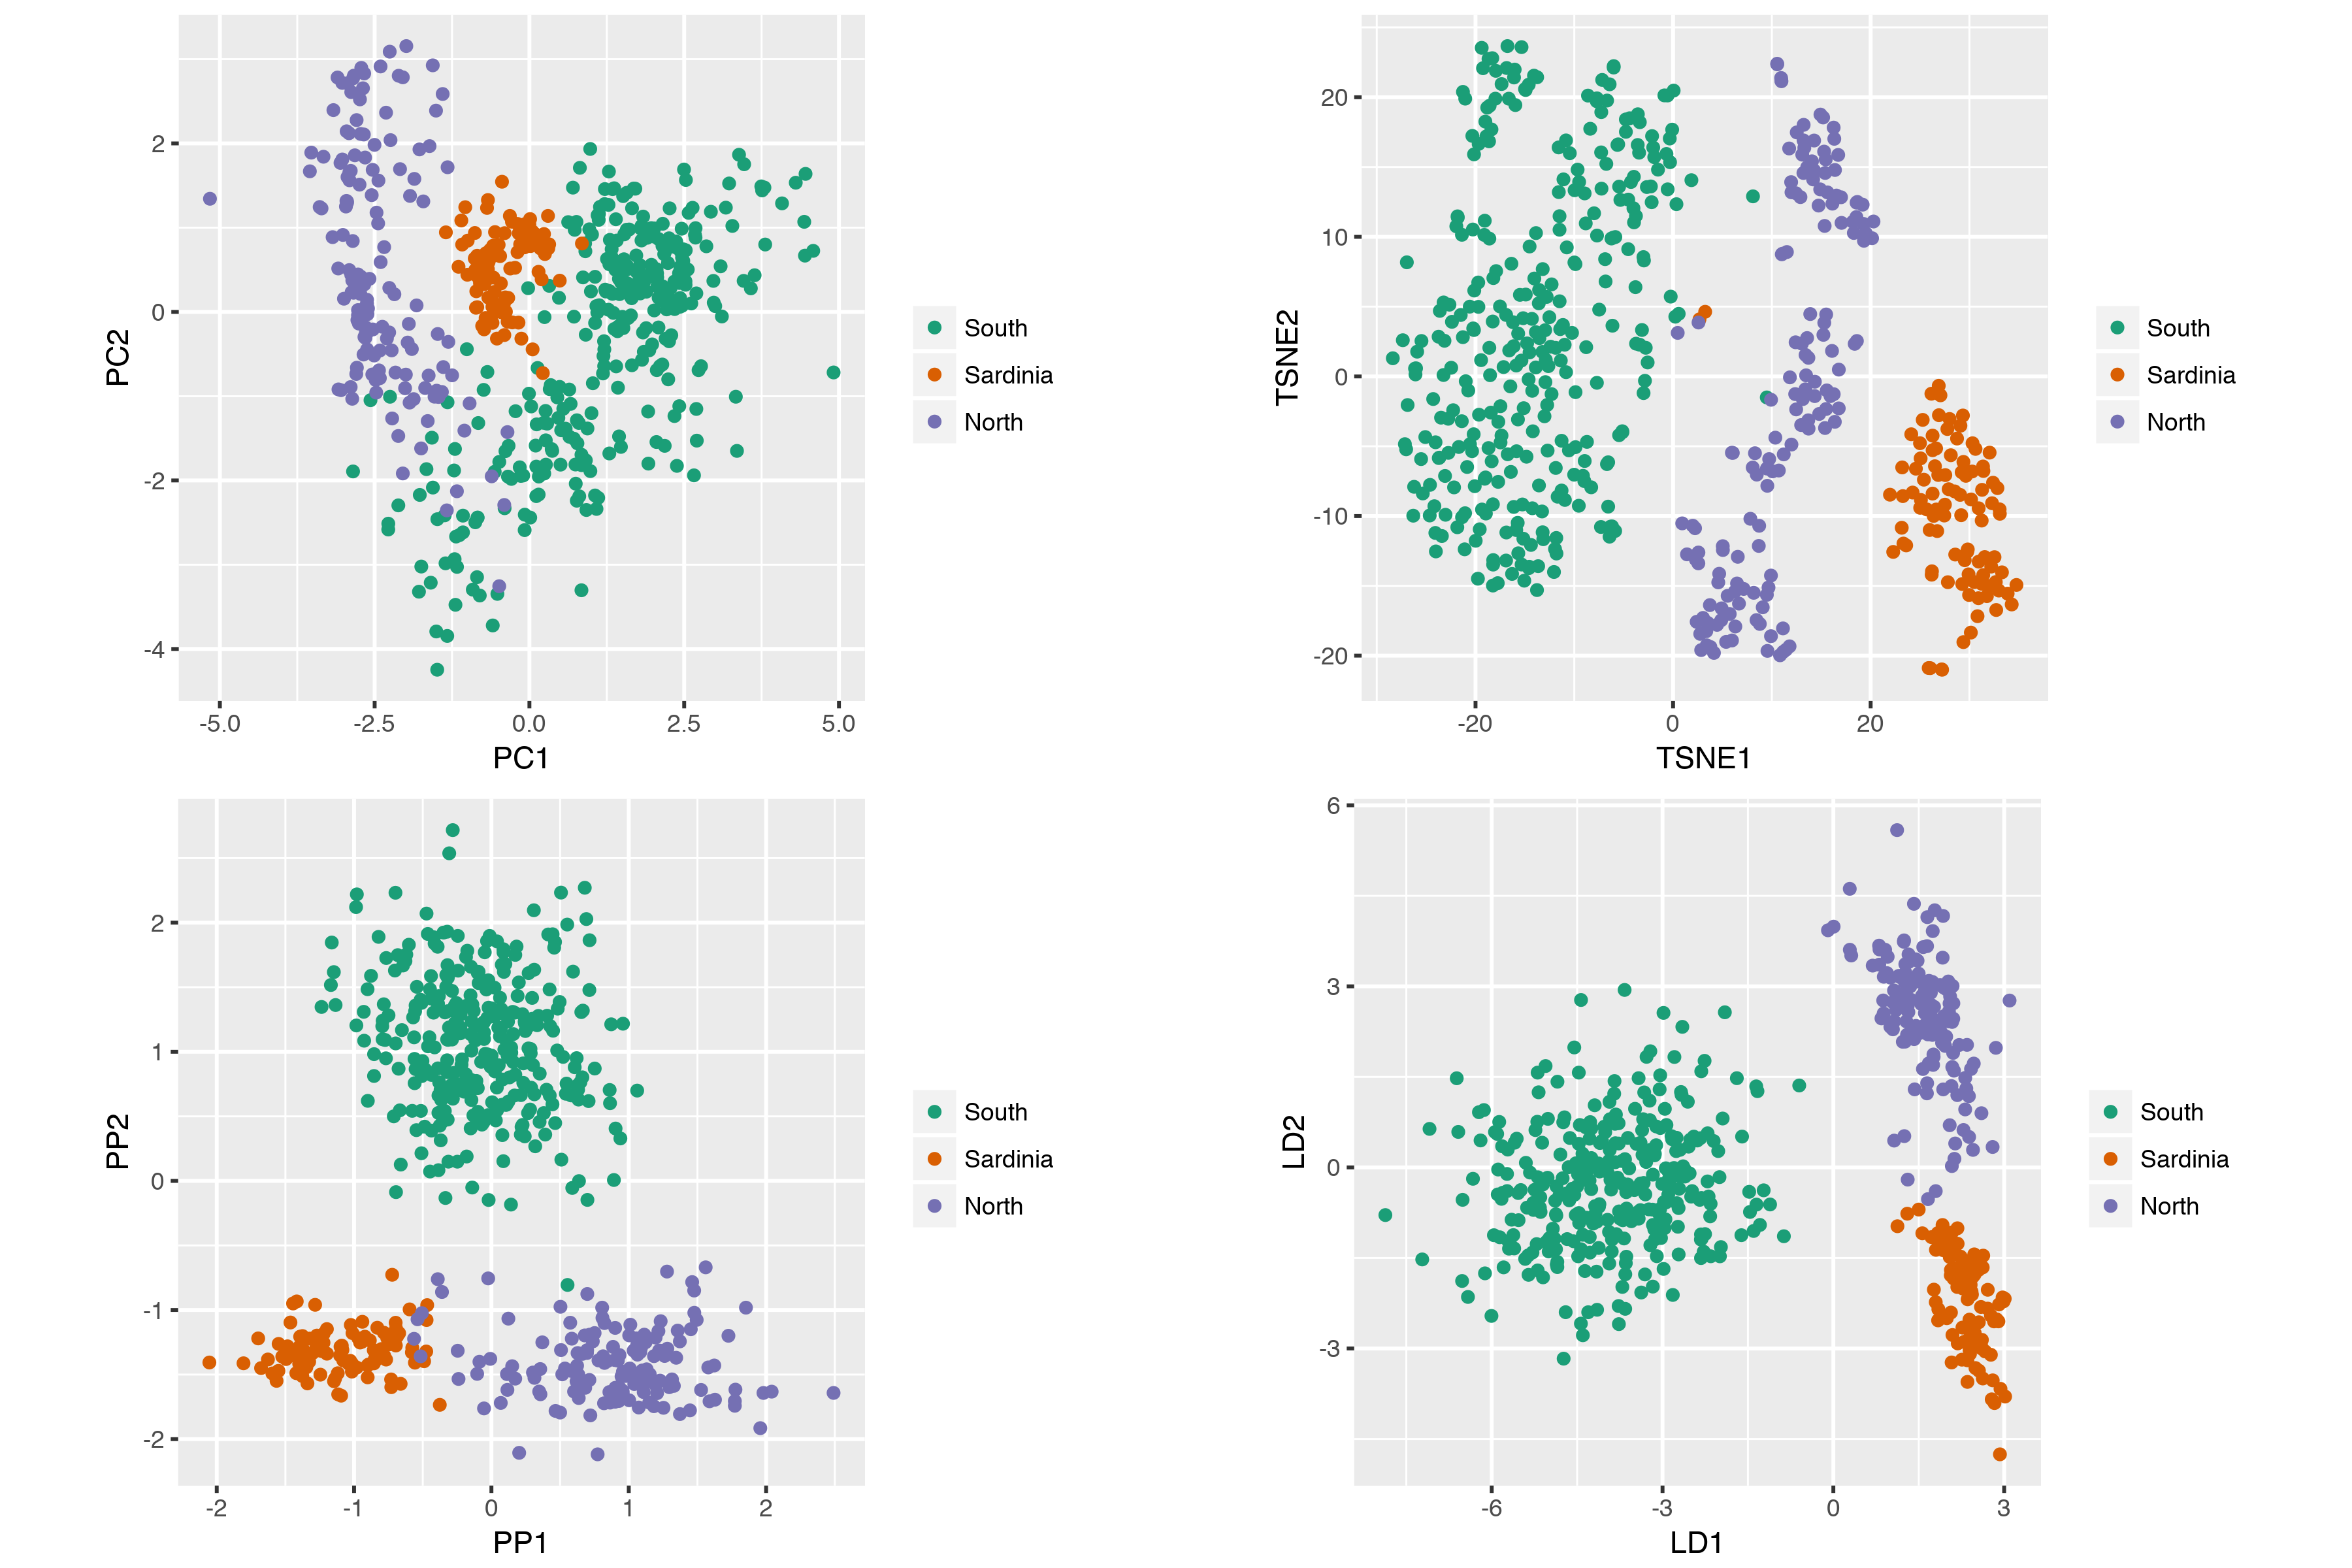 2
0
-2
-4
-5.0 -2.5 0.0 2.5 5.0
PC1
PC2
South
Sardinia
North
20
10
0
-10
-20
-20 0 20
TSNE1
TSNE2
South
Sardinia
North
2
1
0
-1
-2
-2 -1 0 1 2
PP1
PP2
South
Sardinia
North
6
3
0
-3
-6 -3 0 3
LD1
LD2
South
Sardinia
North